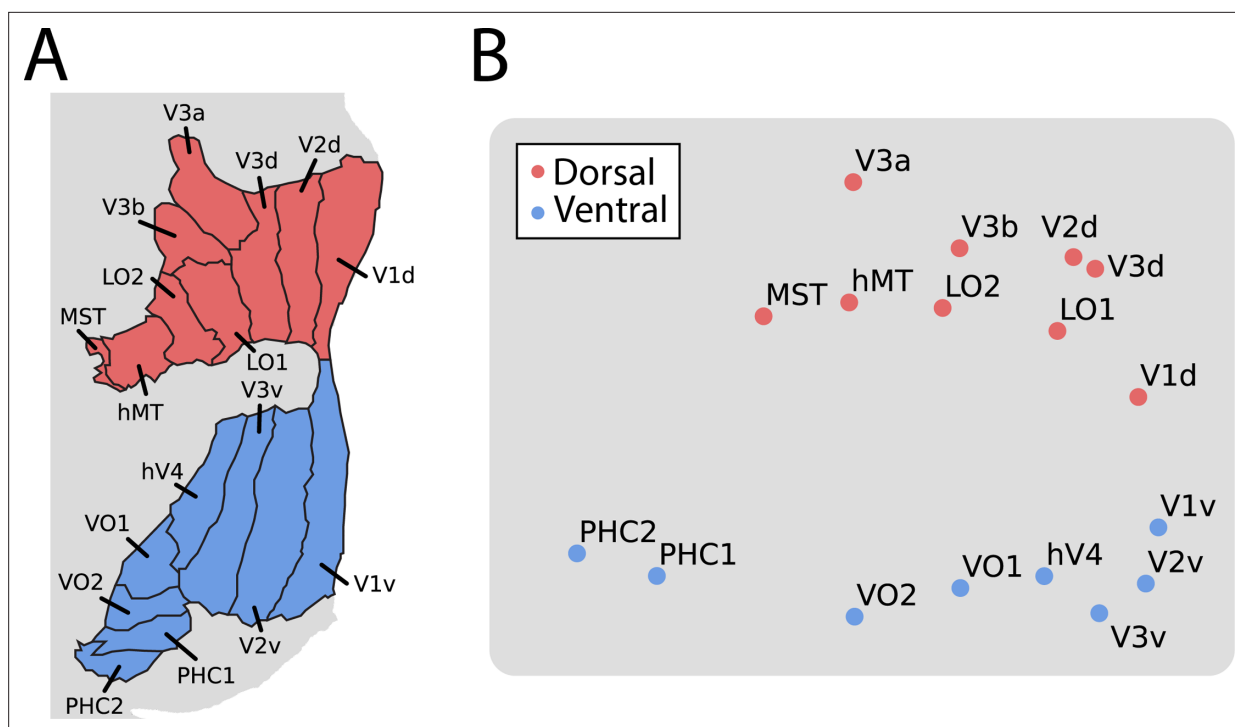 A
V3a
V3d
V2d
V3b
LO2
V1d
MST
LO1
hMT
V3v
hV4
VO1
VO2
V1v
V2v
PHC1
PHC2
B
Dorsal
Ventral
V3a
V3b
V2d
V3d
MST
hMT
LO2
LO1
V1d
V1v
PHC2
PHC1
VO1
hV4
V2v
VO2
V3v